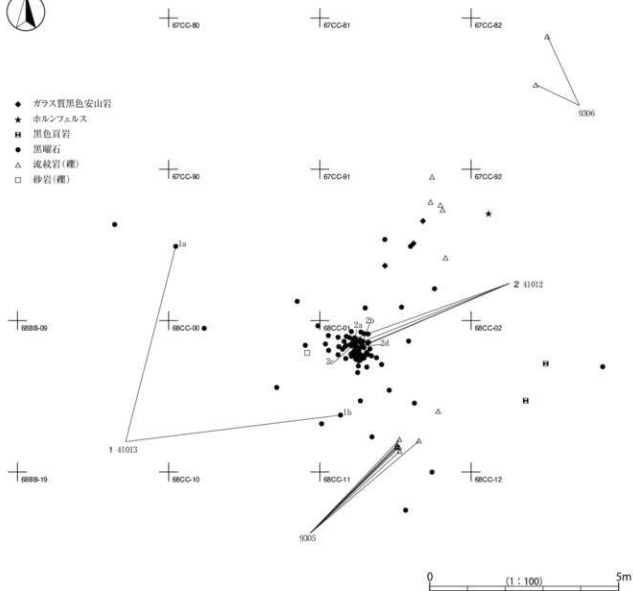 67CC-80
67CC-81
67CC-82
ガラス質黒色安山岩
ホルンフェルス
黒色頁岩
黒曜石
流紋岩(礫)
砂岩(礫)
9306
67CC-90
67CC-91
67CC-92
1a
2 41012
68BB-09
68CC-00
68CC-01
68CC-02
2a
2b
2c
2d
1b
1 41013
68BB-19
68CC-10
68CC-11
68CC-12
9305
0
(1：100)
5m